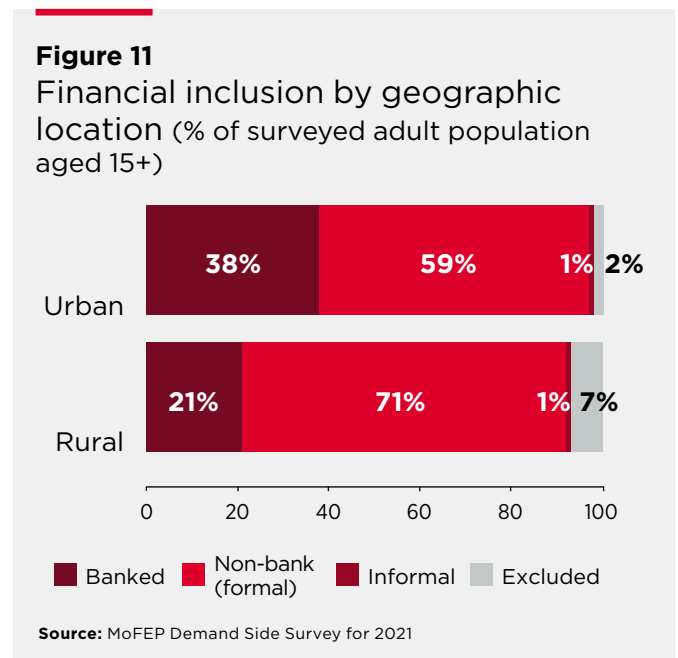 Figure 11
Financial inclusion by geographic
location (% of surveyed adult population
aged 15+)
38% 59% 1% 2%
Urban
21% 71% 1% 7%
Rural
0 20 40 60 80 100
Banked Non-bank (formal) Informal Excluded
Source: MoFEP Demand Side Survey for 2021